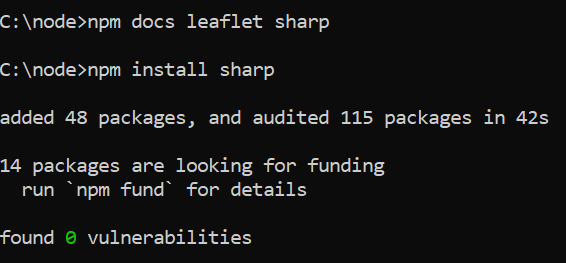 C:\node>npm docs leaflet sharp
C:\node>npm install sharp
added 48 packages, and audited 115 packages in 42s
14 packages are looking for funding
  run `npm fund` for details
found 0 vulnerabilities